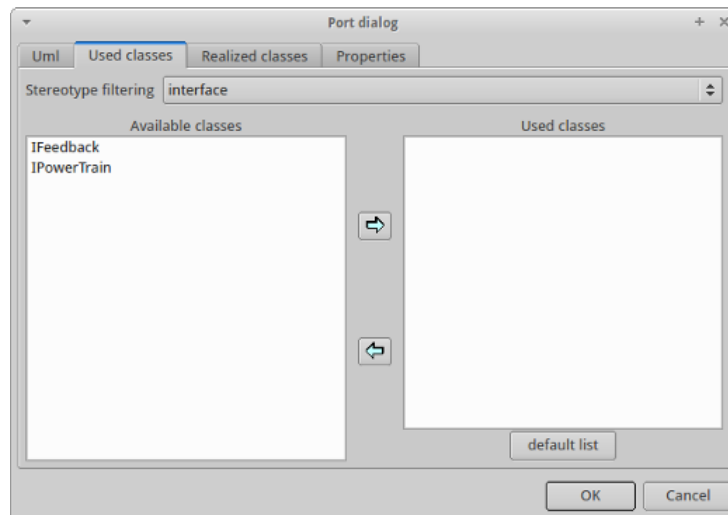 Port dialog
Uml Used classes Realized classes Properties
Stereotype filtering interface
Available classes Used classes
IFeedback
IPowerTrain
default list
OK Cancel